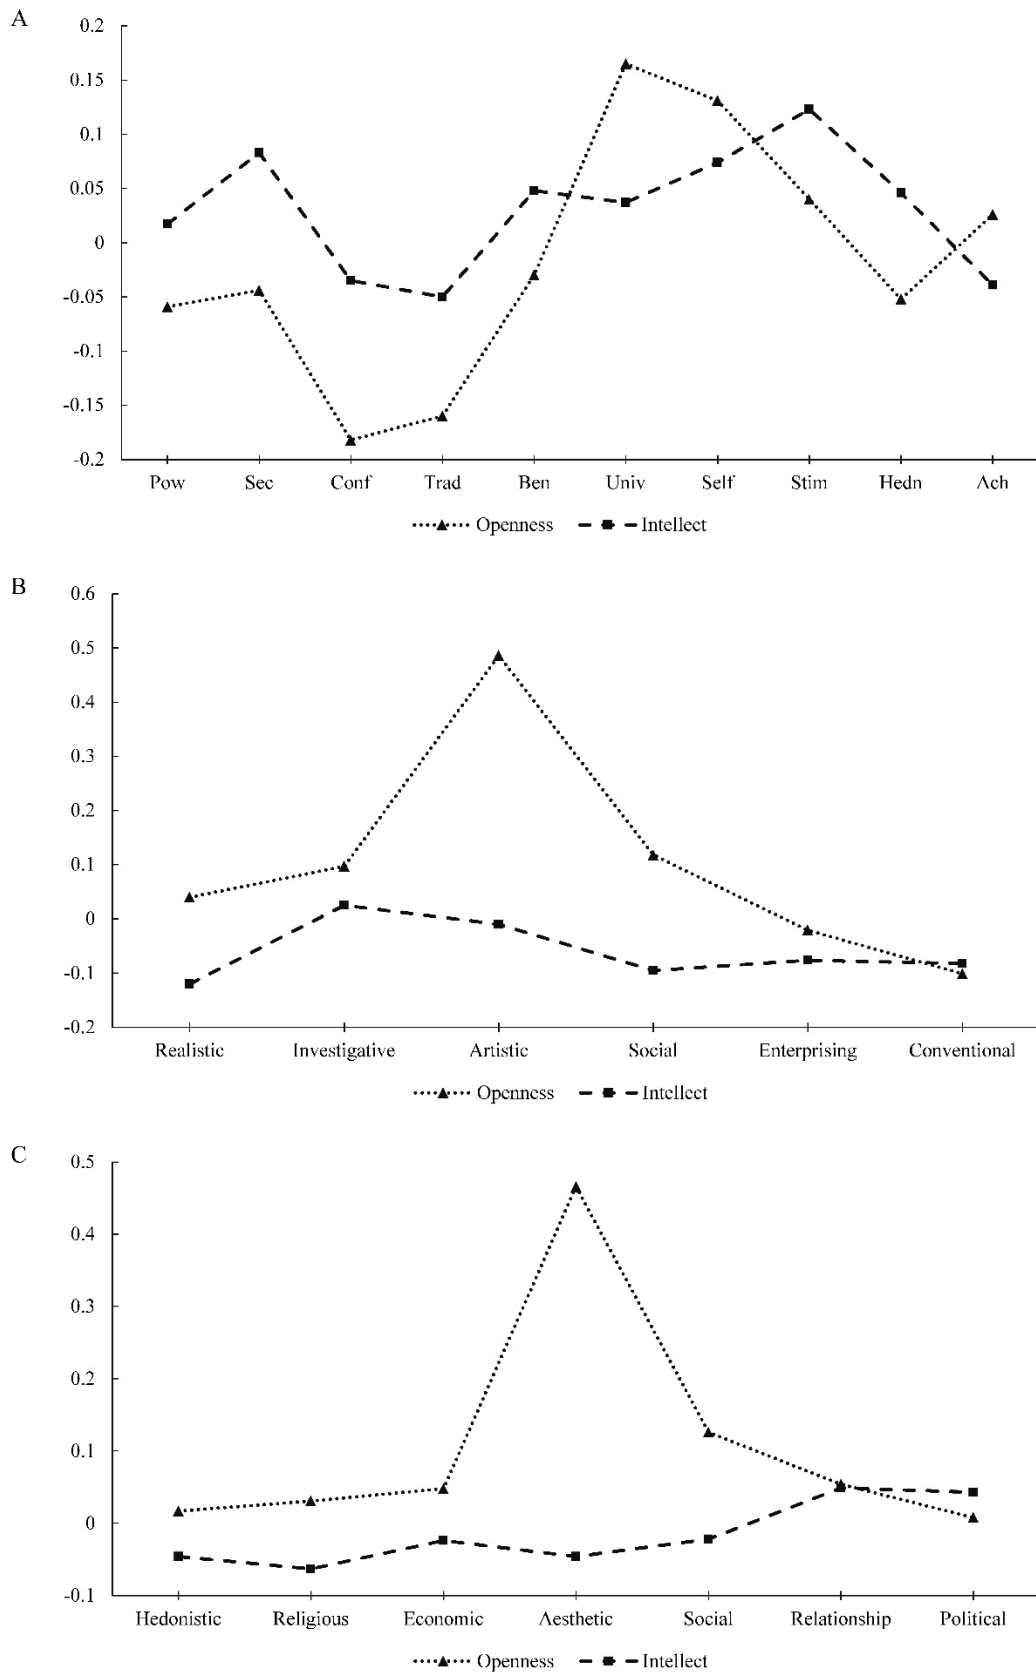 A
0.2
0.15
0.1
0.05
0
-0.05
-0.1
-0.15
-0.2
Pow Sec Conf Trad Ben Univ Self Stim Hedn Ach
Openness Intellect
B
0.6
0.5
0.4
0.3
0.2
0.1
0
-0.1
-0.2
Realistic Investigative Artistic Social Enterprising Conventional
Openness Intellect
C
0.5
0.4
0.3
0.2
0.1
0
-0.1
Hedonistic Religious Economic Aesthetic Social Relationship Political
Openness Intellect